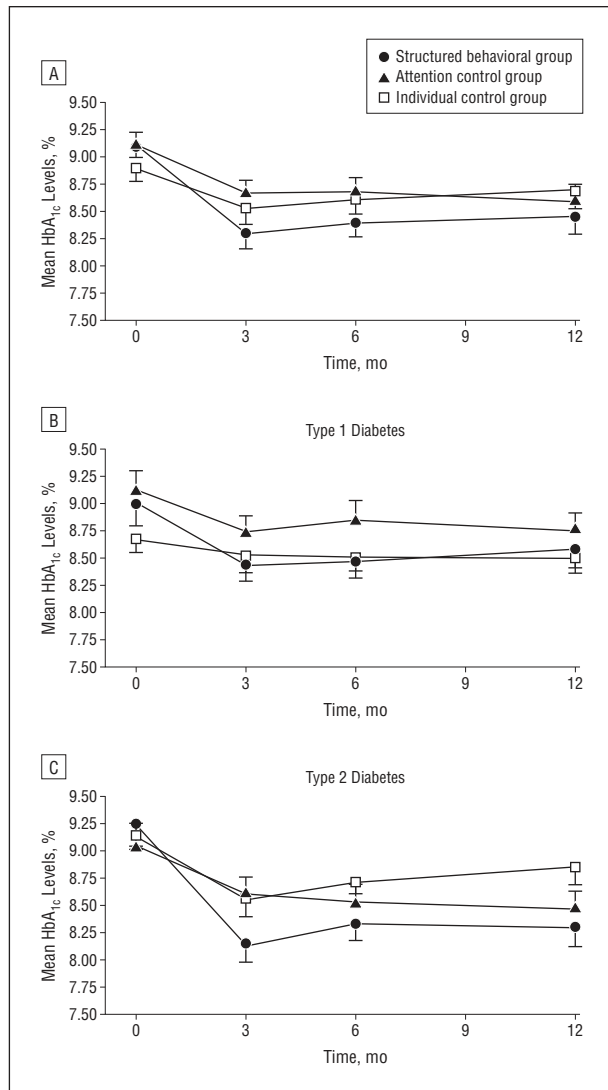 Structured behavioral group
Attention control group
Individual control group
A
Mean HbA1c Levels, %
9.50
9.25
9.00
8.75
8.50
8.25
8.00
7.75
7.50
0 3 6 9 12
Time, mo
B
Type 1 Diabetes
Mean HbA1c Levels, %
9.50
9.25
9.00
8.75
8.50
8.25
8.00
7.75
7.50
0 3 6 9 12
Time, mo
C
Type 2 Diabetes
Mean HbA1c Levels, %
9.50
9.25
9.00
8.75
8.50
8.25
8.00
7.75
7.50
0 3 6 9 12
Time, mo